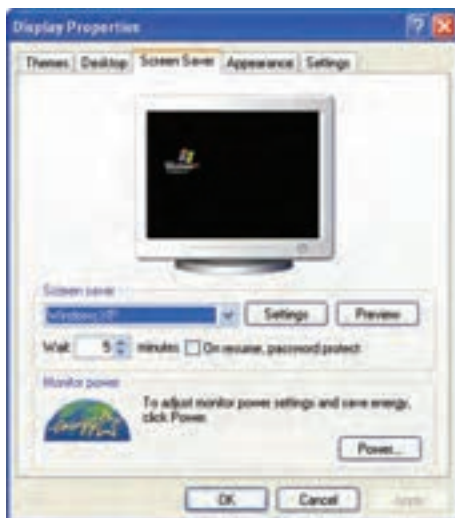 Display Properties
Themes Desktop Screen Saver Appearance Settings
Screen saver
Windows XP Settings Preview
Wait 5 minutes On resume, password protect
Monitor power
To adjust monitor power settings and save energy,
click Power.
Power...
OK Cancel Apply